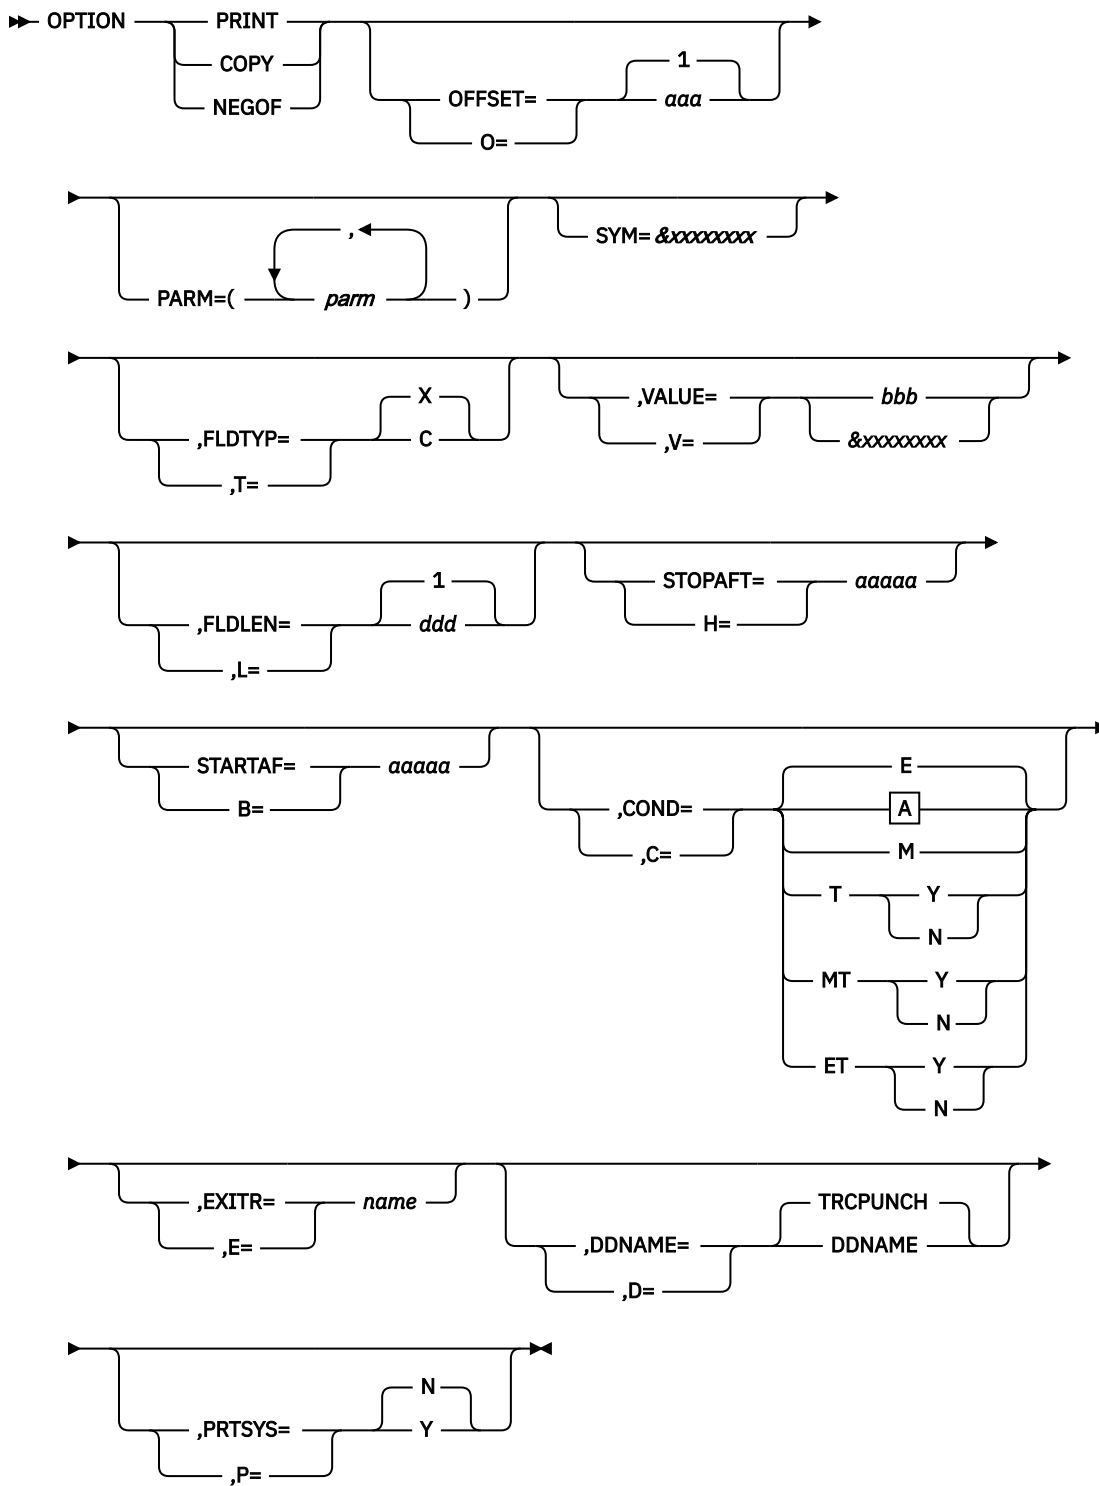 OPTION PRINT
COPY
NEGOF
1
OFFSET= aaa
O=
,
PARM=( parm )
SYM= &xxxxxxxx
X
,FLDTYP= C
,T=
,VALUE= bbb
,V= &xxxxxxxx
1
,FLDLEN= ddd
,L=
STOPAFT= aaaaa
H=
STARTAF= aaaaa
B=
E
,COND= A
,C= M
T Y
N
MT Y
N
ET Y
N
,EXITR= name
,E=
TRCPUNCH
,DDNAME= DDNAME
,D=
N
,PRTSYS= Y
,P=